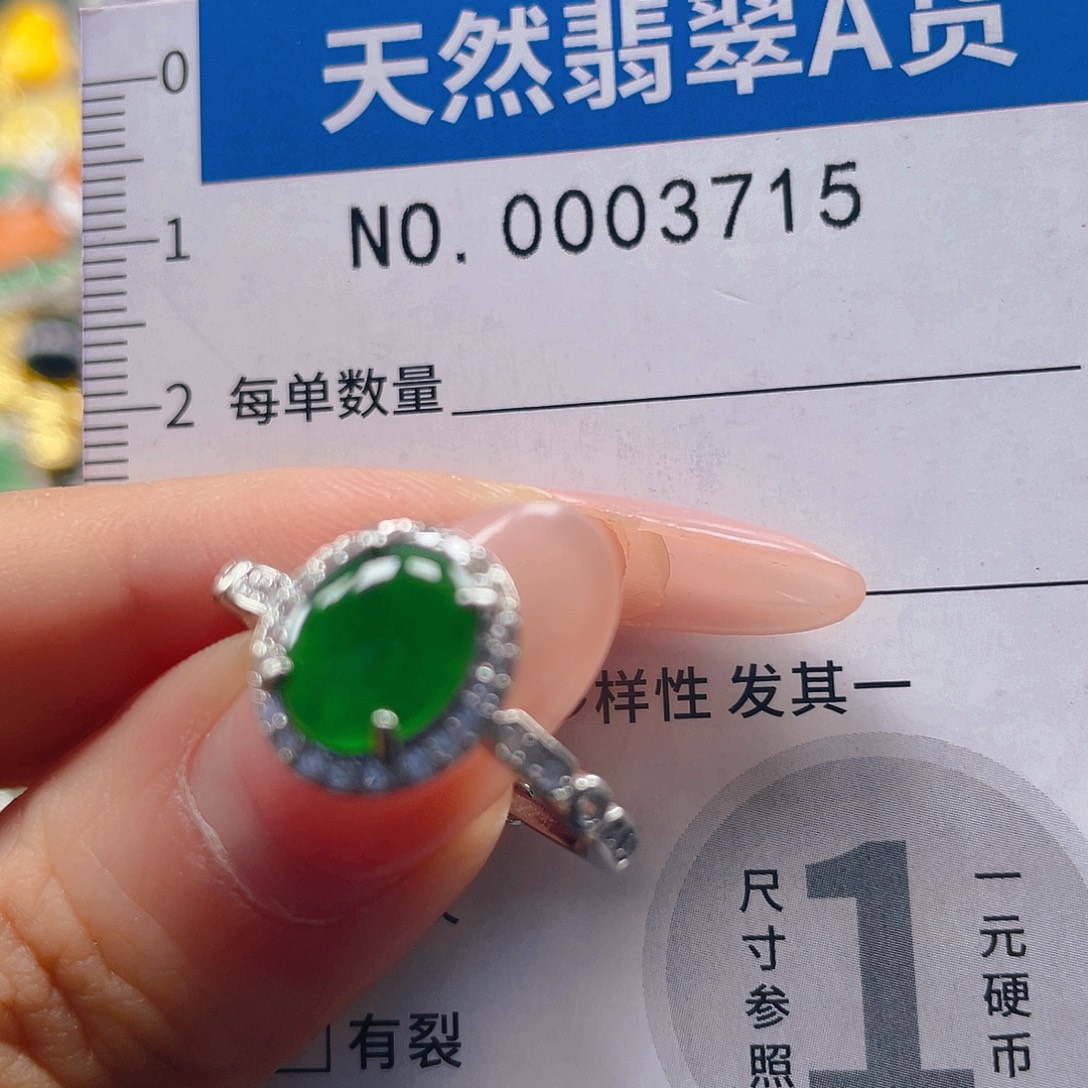 天然翡翠A货
NO. 0003715
0
1
2
每单数量
样性 发其一
尺寸参照
1
一元硬币
有裂